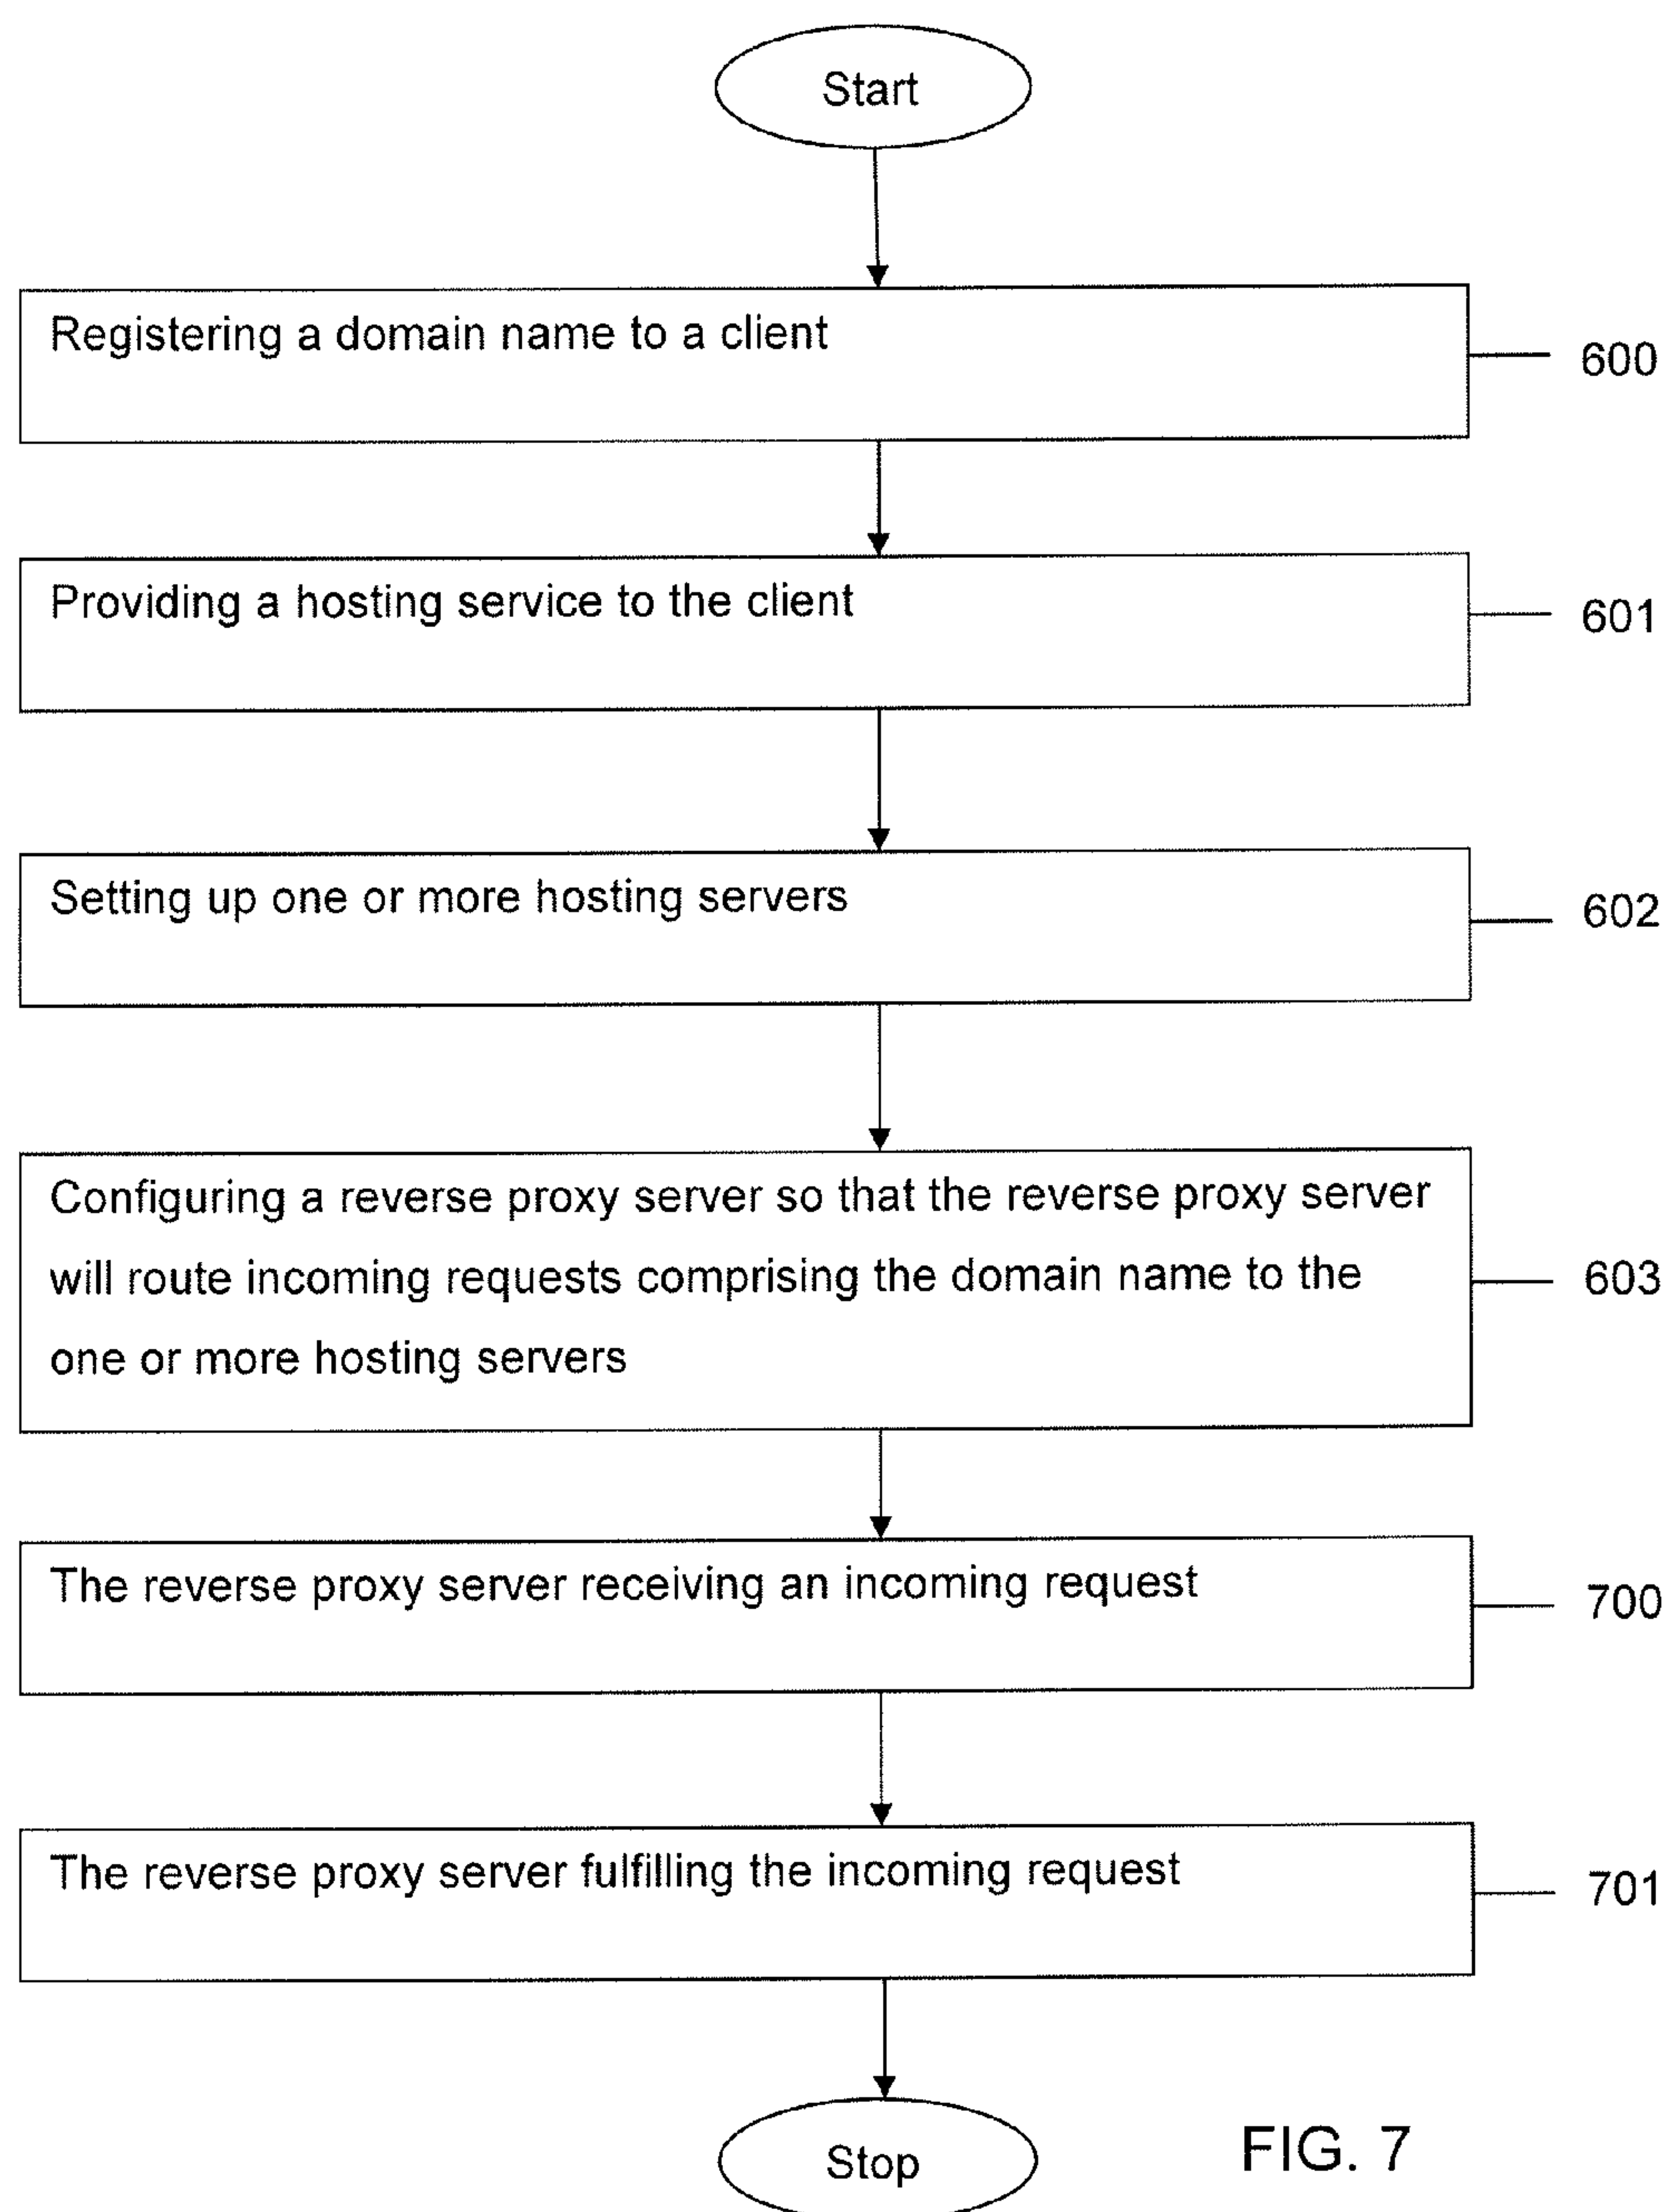 Start
Registering a domain name to a client
600
Providing a hosting service to the client
601
Setting up one or more hosting servers
602
Configuring a reverse proxy server so that the reverse proxy server
will route incoming requests comprising the domain name to the
one or more hosting servers
603
The reverse proxy server receiving an incoming request
700
The reverse proxy server fulfilling the incoming request
701
Stop
FIG. 7